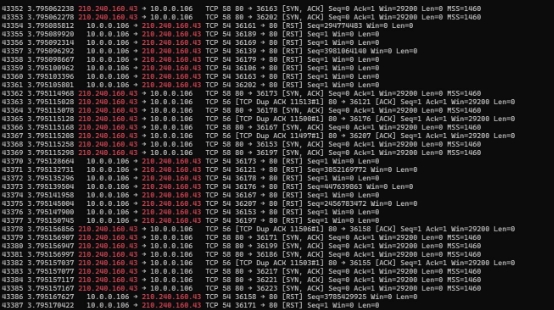 43352 3.795062238 210.240.160.43 → 10.0.0.106 TCP 58 80 → 36163 [SYN, ACK] Seq=0 Ack=1 Win=29200 Len=0 MSS=1460
43353 3.795062278 210.240.160.43 → 10.0.0.106 TCP 58 80 → 36202 [SYN, ACK] Seq=0 Ack=1 Win=29200 Len=0 MSS=1460
43354 3.795085812 10.0.0.106 → 210.240.160.43 TCP 54 36161 → 80 [RST] Seq=294774483 Win=0 Len=0
43355 3.795089920 10.0.0.106 → 210.240.160.43 TCP 54 36189 → 80 [RST] Seq=1 Win=0 Len=0
43356 3.795092314 10.0.0.106 → 210.240.160.43 TCP 54 36169 → 80 [RST] Seq=1 Win=0 Len=0
43357 3.795096292 10.0.0.106 → 210.240.160.43 TCP 54 36139 → 80 [RST] Seq=3981064140 Win=0 Len=0
43358 3.795098667 10.0.0.106 → 210.240.160.43 TCP 54 36179 → 80 [RST] Seq=1 Win=0 Len=0
43359 3.795100962 10.0.0.106 → 210.240.160.43 TCP 54 36106 → 80 [RST] Seq=1 Win=0 Len=0
43360 3.795103396 10.0.0.106 → 210.240.160.43 TCP 54 36163 → 80 [RST] Seq=1 Win=0 Len=0
43361 3.795105801 10.0.0.106 → 210.240.160.43 TCP 54 36202 → 80 [RST] Seq=1 Win=0 Len=0
43362 3.795114968 210.240.160.43 → 10.0.0.106 TCP 58 80 → 36173 [SYN, ACK] Seq=0 Ack=1 Win=29200 Len=0 MSS=1460
43363 3.795115028 210.240.160.43 → 10.0.0.106 TCP 56 [TCP Dup ACK 11513#1] 80 → 36121 [ACK] Seq=1 Ack=1 Win=29200 Len=0
43364 3.795115078 210.240.160.43 → 10.0.0.106 TCP 58 80 → 36178 [SYN, ACK] Seq=0 Ack=1 Win=29200 Len=0 MSS=1460
43365 3.795115128 210.240.160.43 → 10.0.0.106 TCP 56 [TCP Dup ACK 11500#1] 80 → 36176 [ACK] Seq=1 Ack=1 Win=29200 Len=0
43366 3.795115168 210.240.160.43 → 10.0.0.106 TCP 58 80 → 36167 [SYN, ACK] Seq=0 Ack=1 Win=29200 Len=0 MSS=1460
43367 3.795115208 210.240.160.43 → 10.0.0.106 TCP 56 [TCP Dup ACK 11497#1] 80 → 36207 [ACK] Seq=1 Ack=1 Win=29200 Len=0
43368 3.795115258 210.240.160.43 → 10.0.0.106 TCP 58 80 → 36153 [SYN, ACK] Seq=0 Ack=1 Win=29200 Len=0 MSS=1460
43369 3.795115298 210.240.160.43 → 10.0.0.106 TCP 58 80 → 36197 [SYN, ACK] Seq=0 Ack=1 Win=29200 Len=0 MSS=1460
43370 3.795128664 10.0.0.106 → 210.240.160.43 TCP 54 36173 → 80 [RST] Seq=1 Win=0 Len=0
43371 3.795132731 10.0.0.106 → 210.240.160.43 TCP 54 36121 → 80 [RST] Seq=3852169772 Win=0 Len=0
43372 3.795135296 10.0.0.106 → 210.240.160.43 TCP 54 36178 → 80 [RST] Seq=1 Win=0 Len=0
43373 3.795139504 10.0.0.106 → 210.240.160.43 TCP 54 36176 → 80 [RST] Seq=447639863 Win=0 Len=0
43374 3.795141958 10.0.0.106 → 210.240.160.43 TCP 54 36167 → 80 [RST] Seq=1 Win=0 Len=0
43375 3.795145004 10.0.0.106 → 210.240.160.43 TCP 54 36207 → 80 [RST] Seq=2456783472 Win=0 Len=0
43376 3.795147900 10.0.0.106 → 210.240.160.43 TCP 54 36153 → 80 [RST] Seq=1 Win=0 Len=0
43377 3.795150745 10.0.0.106 → 210.240.160.43 TCP 54 36197 → 80 [RST] Seq=1 Win=0 Len=0
43378 3.795156856 210.240.160.43 → 10.0.0.106 TCP 56 [TCP Dup ACK 11506#1] 80 → 36150 [ACK] Seq=1 Ack=1 Win=29200 Len=0
43379 3.795156907 210.240.160.43 → 10.0.0.106 TCP 58 80 → 36171 [SYN, ACK] Seq=0 Ack=1 Win=29200 Len=0 MSS=1460
43380 3.795156947 210.240.160.43 → 10.0.0.106 TCP 58 80 → 36199 [SYN, ACK] Seq=0 Ack=1 Win=29200 Len=0 MSS=1460
43381 3.795156997 210.240.160.43 → 10.0.0.106 TCP 58 80 → 36186 [SYN, ACK] Seq=0 Ack=1 Win=29200 Len=0 MSS=1460
43382 3.795157037 210.240.160.43 → 10.0.0.106 TCP 56 [TCP Dup ACK 11504#1] 80 → 36155 [ACK] Seq=1 Ack=1 Win=29200 Len=0
43383 3.795157077 210.240.160.43 → 10.0.0.106 TCP 58 80 → 36217 [SYN, ACK] Seq=0 Ack=1 Win=29200 Len=0 MSS=1460
43384 3.795157117 210.240.160.43 → 10.0.0.106 TCP 58 80 → 36221 [SYN, ACK] Seq=0 Ack=1 Win=29200 Len=0 MSS=1460
43385 3.795157167 210.240.160.43 → 10.0.0.106 TCP 58 80 → 36223 [SYN, ACK] Seq=0 Ack=1 Win=29200 Len=0 MSS=1460
43386 3.795167627 10.0.0.106 → 210.240.160.43 TCP 54 36150 → 80 [RST] Seq=3785429925 Win=0 Len=0
43387 3.795170422 10.0.0.106 → 210.240.160.43 TCP 54 36171 → 80 [RST] Seq=1 Win=0 Len=0